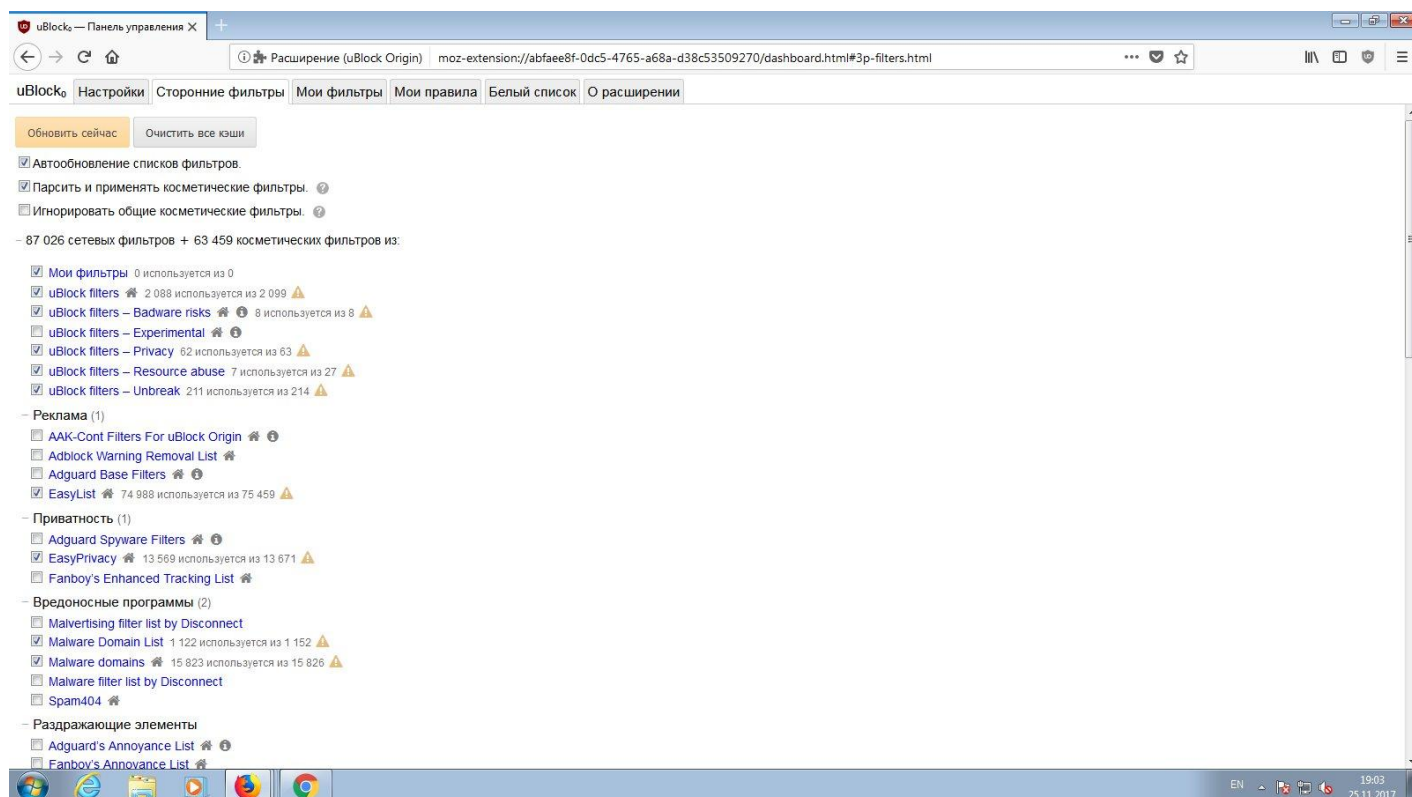 uBlock₀ — Панель управления
Расширение (uBlock Origin) moz-extension://abfaee8f-0dc5-4765-a68a-d38c53509270/dashboard.html#3p-filters.html
uBlock₀ Настройки Сторонние фильтры Мои фильтры Мои правила Белый список О расширении
Обновить сейчас Очистить все кэши
Автообновление списков фильтров.
Парсить и применять косметические фильтры.
Игнорировать общие косметические фильтры.
– 87 026 сетевых фильтров + 63 459 косметических фильтров из:
Мои фильтры 0 используется из 0
uBlock filters 2 088 используется из 2 099
uBlock filters – Badware risks 8 используется из 8
uBlock filters – Experimental
uBlock filters – Privacy 62 используется из 63
uBlock filters – Resource abuse 7 используется из 27
uBlock filters – Unbreak 211 используется из 214
– Реклама (1)
AAK-Cont Filters For uBlock Origin
Adblock Warning Removal List
Adguard Base Filters
EasyList 74 988 используется из 75 459
– Приватность (1)
Adguard Spyware Filters
EasyPrivacy 13 569 используется из 13 671
Fanboy's Enhanced Tracking List
– Вредоносные программы (2)
Malvertising filter list by Disconnect
Malware Domain List 1 122 используется из 1 152
Malware domains 15 823 используется из 15 826
Malware filter list by Disconnect
Spam404
– Раздражающие элементы
Adguard's Annoyance List
Fanboy's Annoyance List
EN 19:03
25.11.2017